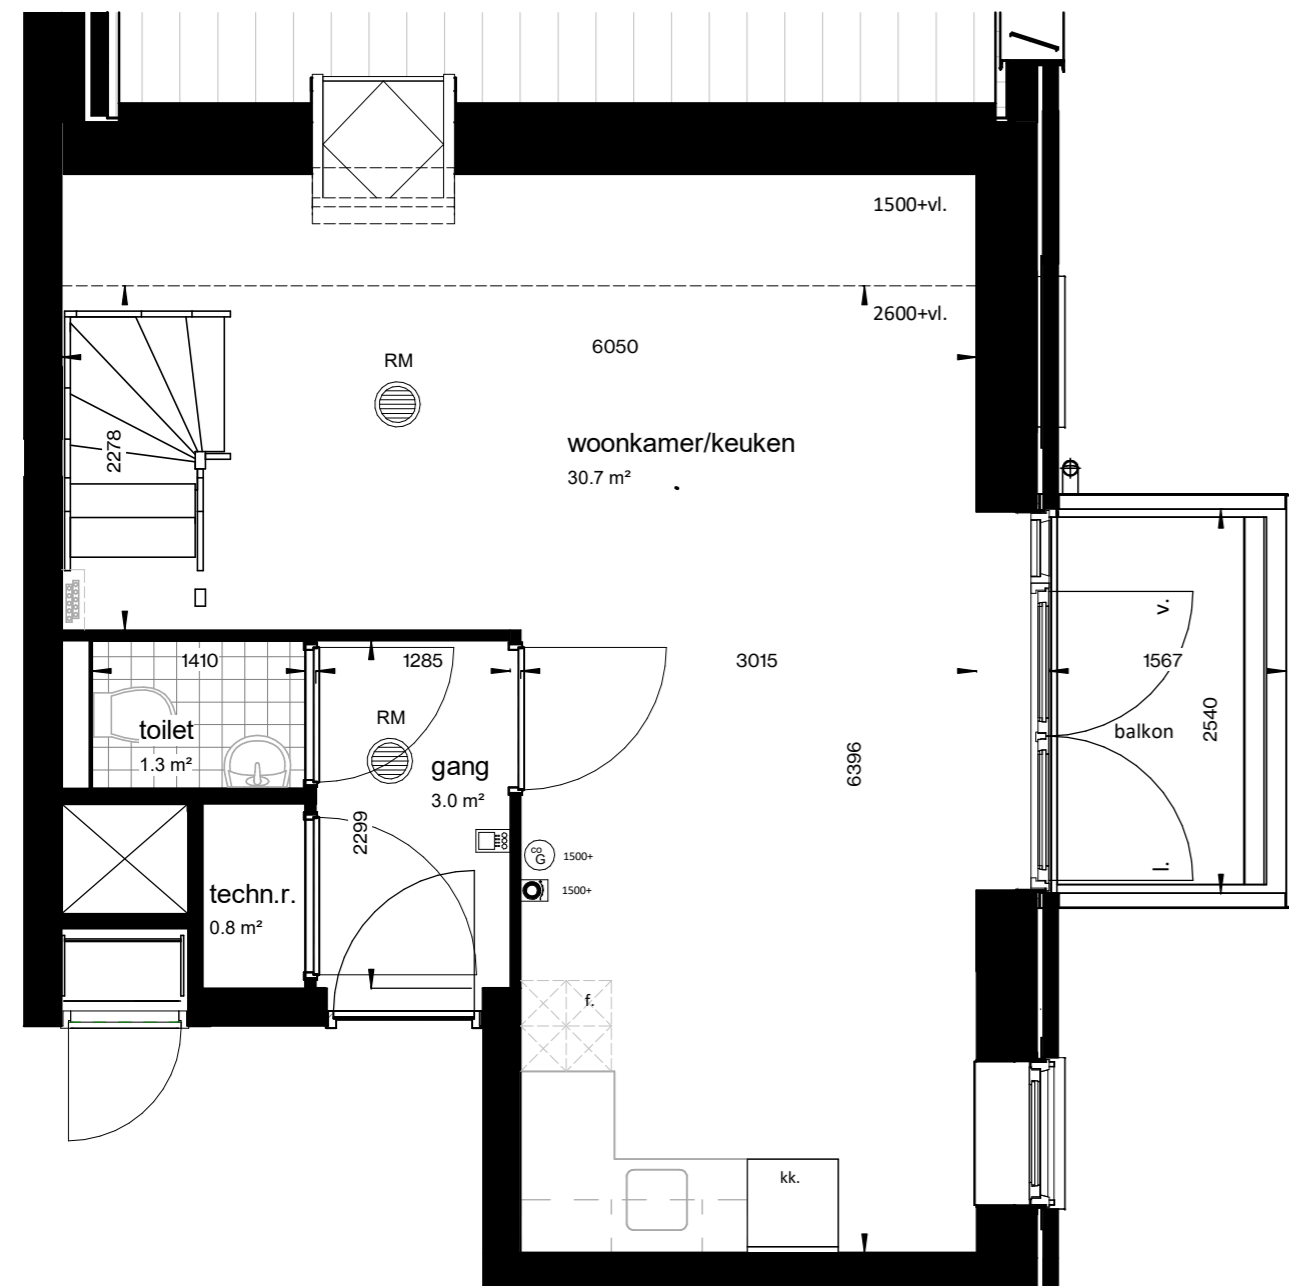 1500+vl.
2600+vl.
6050
RM
woonkamer/keuken
30.7 m²
2278
1410
1285
3015
1567
v.
RM
toilet
1.3 m²
gang
3.0 m²
balkon
2540
6396
2299
co
G
1500+
1500+
l.
techn.r.
0.8 m²
f.
kk.